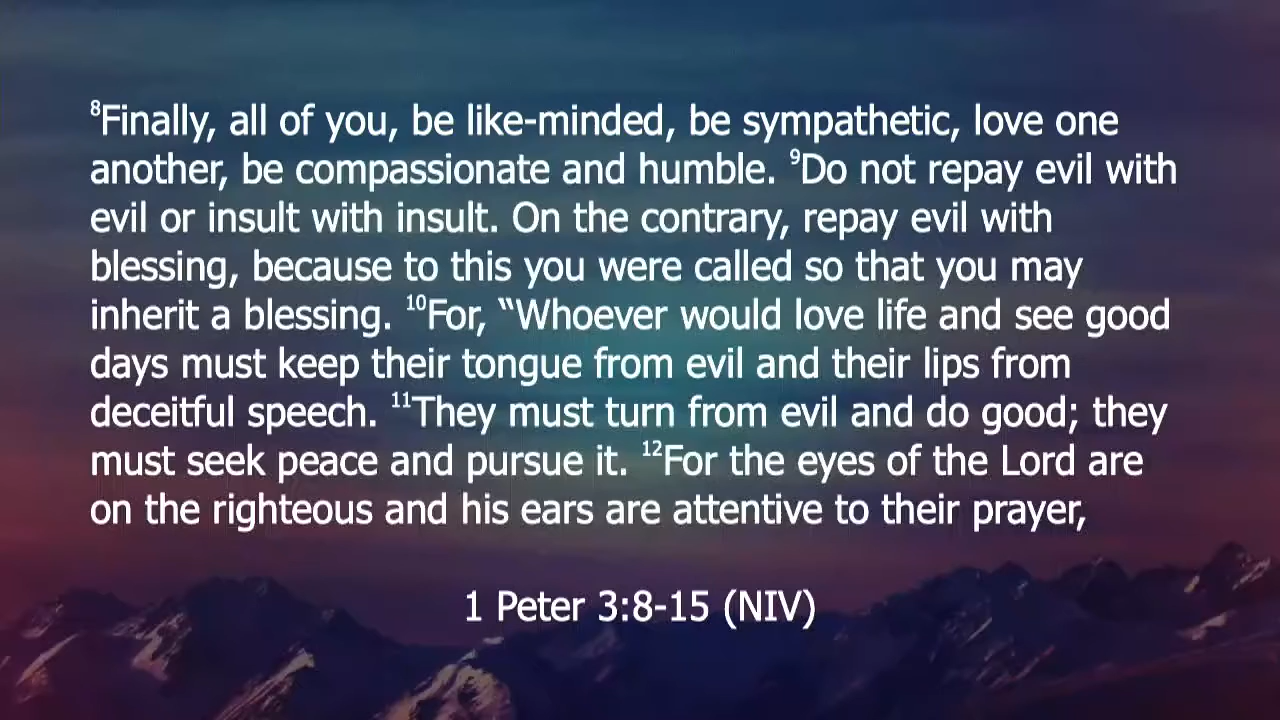 ⁸Finally, all of you, be like-minded, be sympathetic, love one
another, be compassionate and humble. ⁹Do not repay evil with
evil or insult with insult. On the contrary, repay evil with
blessing, because to this you were called so that you may
inherit a blessing. ¹⁰For, “Whoever would love life and see good
days must keep their tongue from evil and their lips from
deceitful speech. ¹¹They must turn from evil and do good; they
must seek peace and pursue it. ¹²For the eyes of the Lord are
on the righteous and his ears are attentive to their prayer,
1 Peter 3:8-15 (NIV)